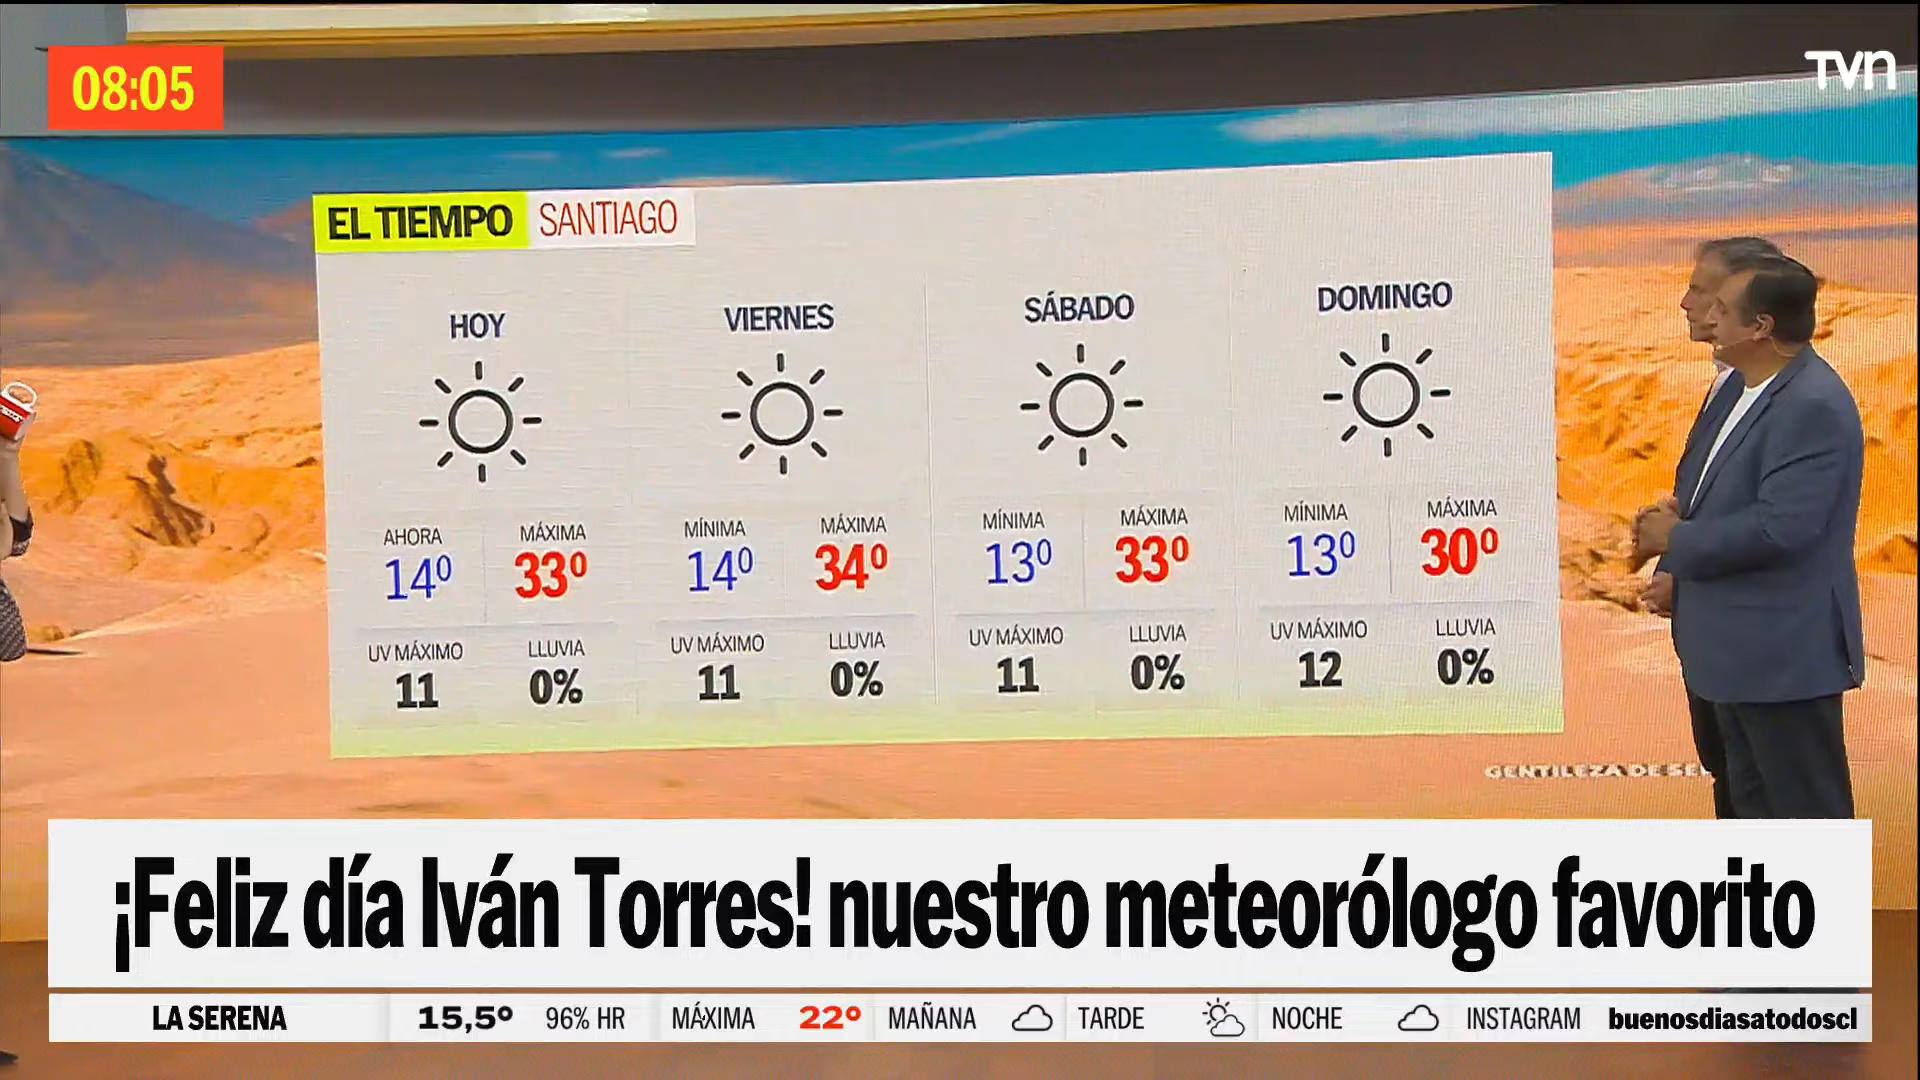 08:05
TVN
EL TIEMPO SANTIAGO
HOY
AHORA MÁXIMA
14º 33º
UV MÁXIMO LLUVIA
11 0%
VIERNES
MÍNIMA MÁXIMA
14º 34º
UV MÁXIMO LLUVIA
11 0%
SÁBADO
MÍNIMA MÁXIMA
13º 33º
UV MÁXIMO LLUVIA
11 0%
DOMINGO
MÍNIMA MÁXIMA
13º 30º
UV MÁXIMO LLUVIA
12 0%
GENTILEZA DE
¡Feliz día Iván Torres! nuestro meteorólogo favorito
LA SERENA 15,5º 96% HR MÁXIMA 22º MAÑANA TARDE NOCHE INSTAGRAM buenosdiasatodoscl